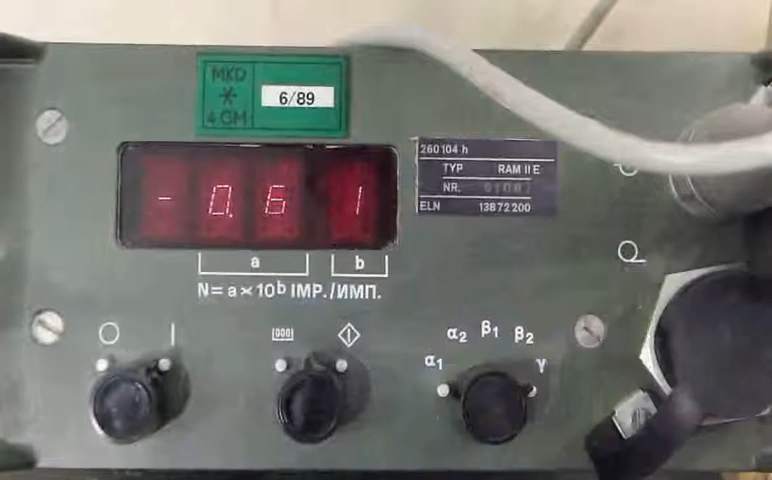 MKD
*
4.GM
6/89
- 0.6 1
260104 h
TYP RAM II E
NR.
ELN 13872200
a b
N=a×10ᵇ IMP./ИМП.
[000]
α₁ α₂ β₁ β₂ γ